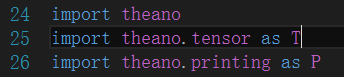 24 import theano
25 import theano.tensor as T
26 import theano.printing as P